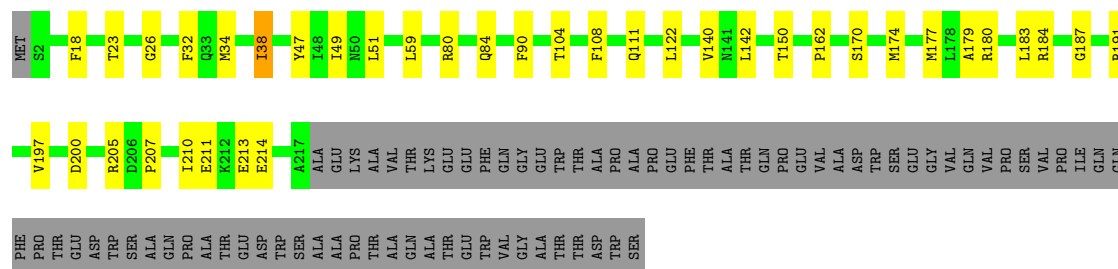 MET S2 F18 T23 G26 F32 Q33 M34 I38 Y47 I48 I49 N50 L51 L59 R80 Q84 F90 T104 F108 Q111 L122 V140 N141 L142 T150 P162 S170 M174 M177 L178 A179 R180 L183 R184 G187 R191
V197 D200 R205 D206 P207 I210 E211 K212 E213 E214 A217 ALA GLU LYS ALA VAL THR LYS GLU GLU PHE GLN GLY GLU TRP THR ALA PRO ALA PRO GLU PHE THR ALA THR GLN PRO GLU VAL ALA ASP TRP SER GLU GLY VAL GLN VAL PRO SER VAL PRO ILE GLN GLN
PHE PRO THR GLU ASP TRP SER ALA GLN PRO ALA THR GLU ASP TRP SER ALA ALA PRO THR ALA GLN ALA THR GLU TRP VAL GLY ALA THR THR ASP TRP SER